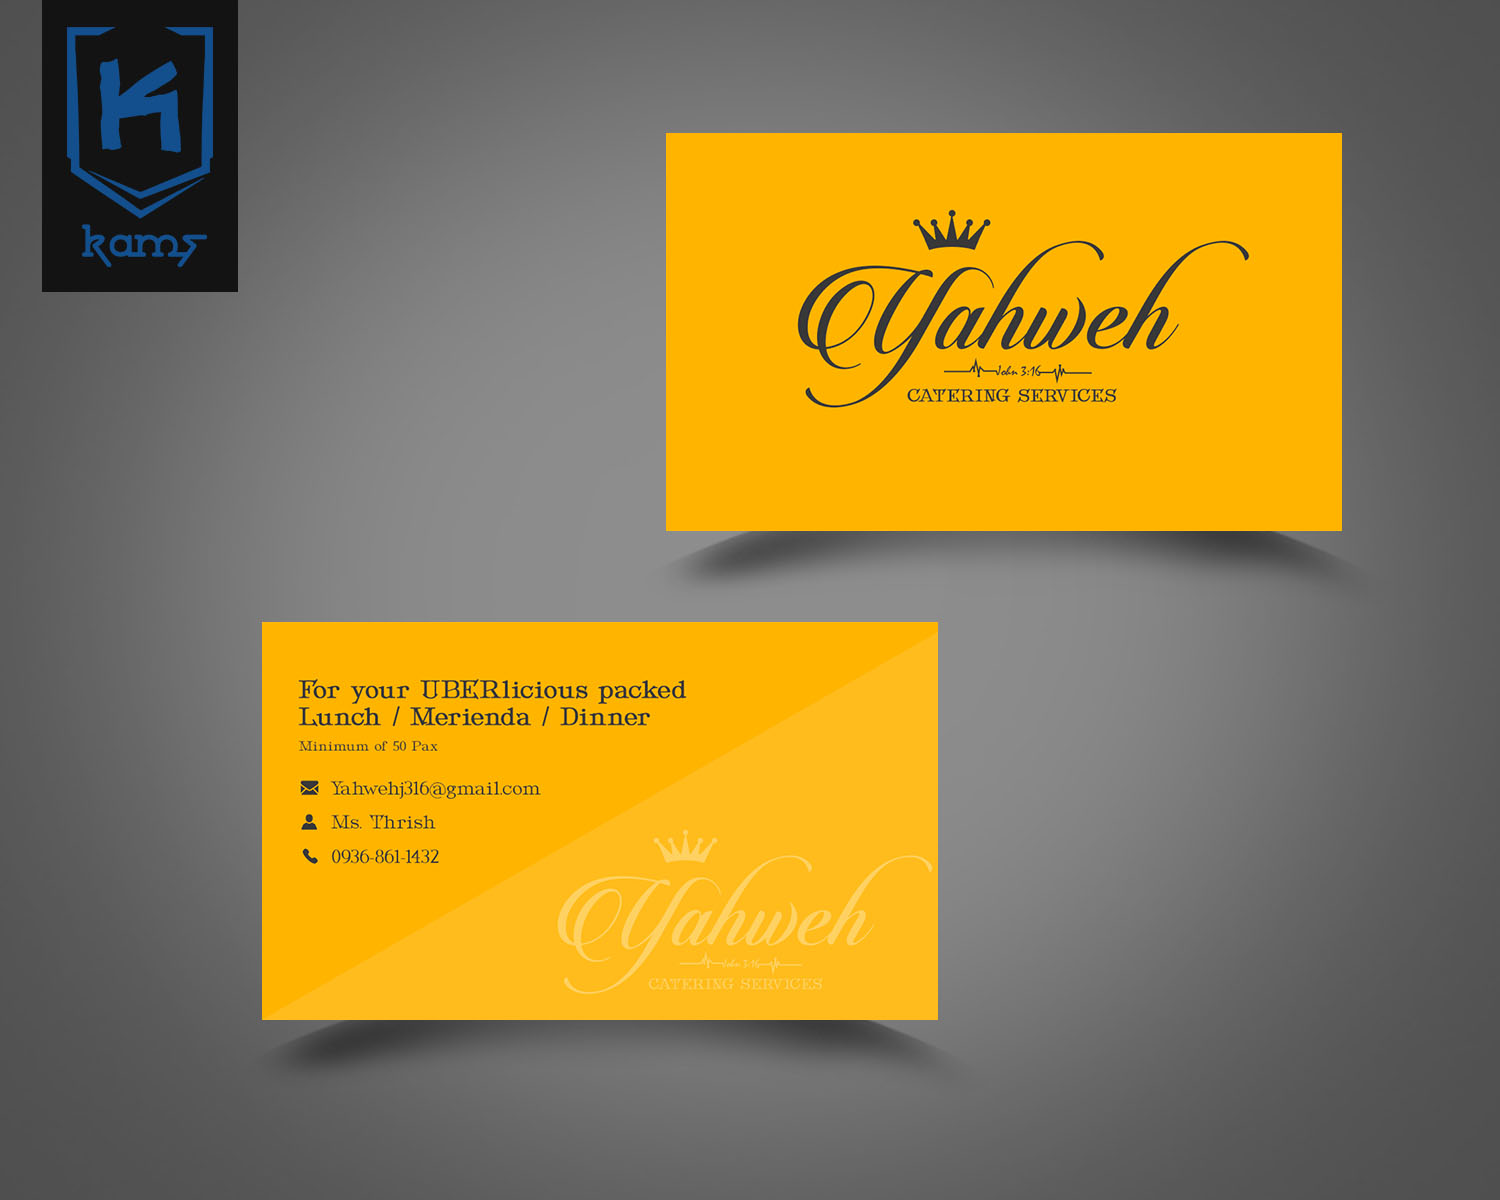 K
kams
Yahweh
John 3:16
CATERING SERVICES
For your UBERlicious packed
Lunch / Merienda / Dinner
Minimum of 50 Pax
Yahwehj316@gmail.com
Ms. Thrish
0936-861-1432
Yahweh
John 3:16
CATERING SERVICES